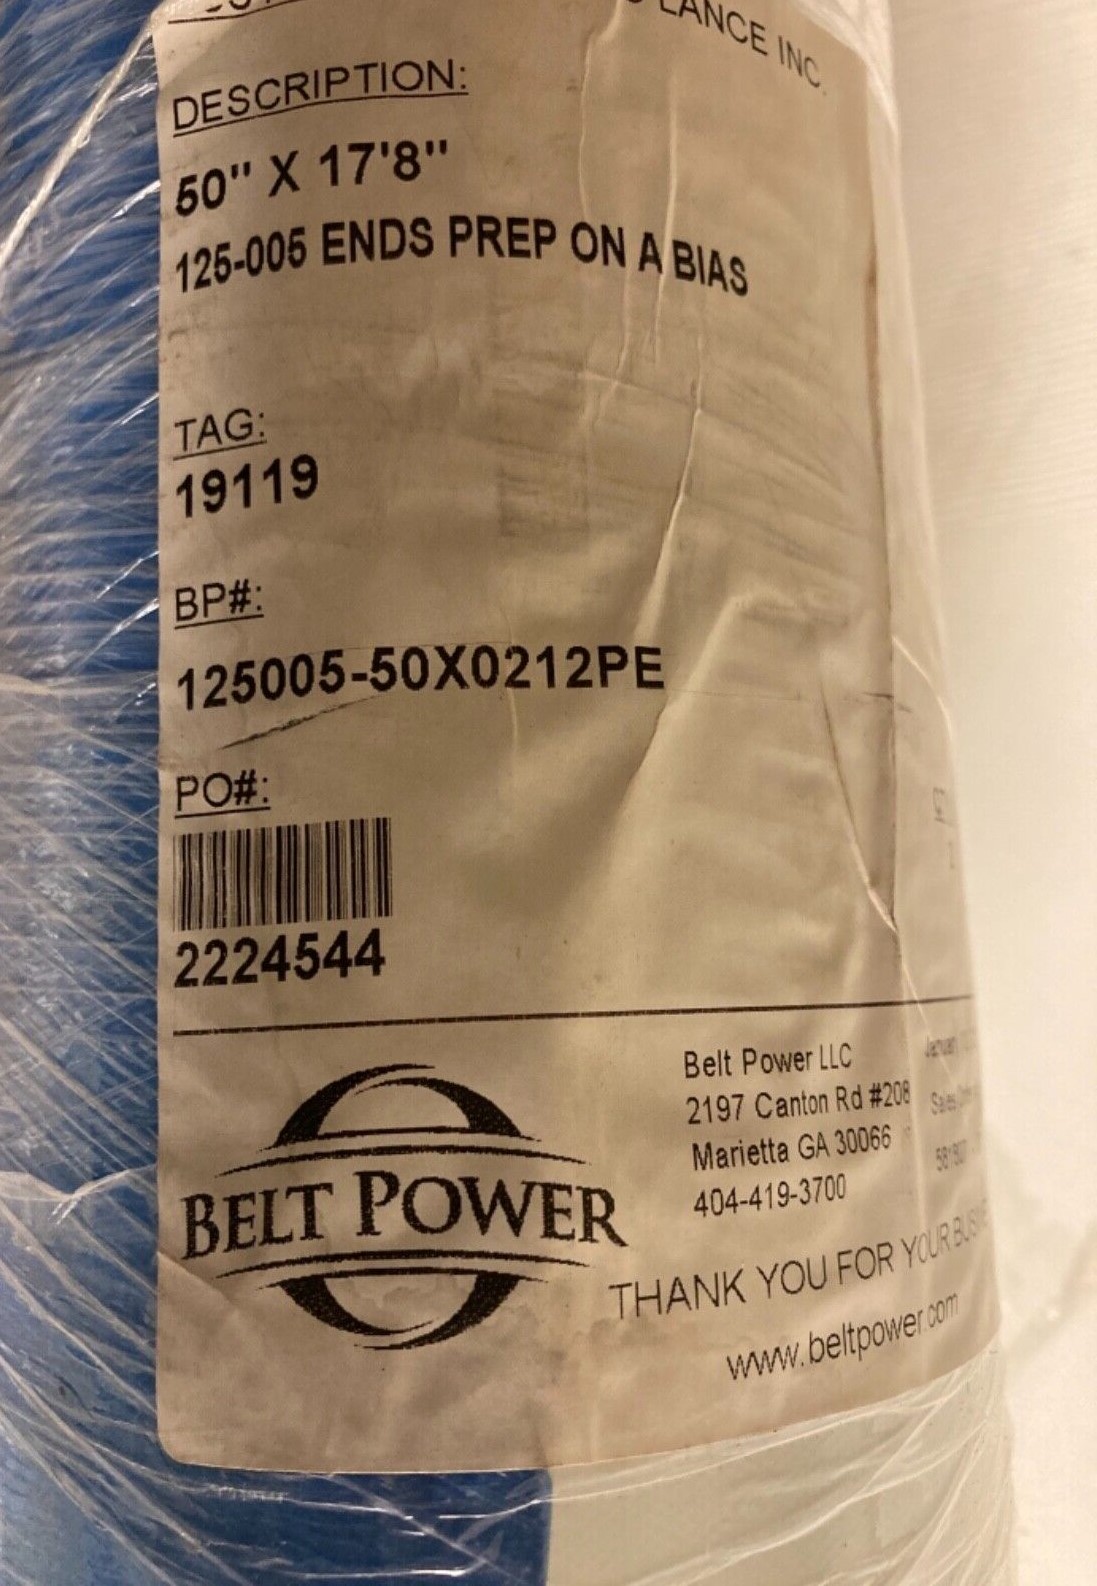 LANCE INC.
DESCRIPTION:
50" X 17'8"
125-005 ENDS PREP ON A BIAS
TAG:
19119
BP#:
125005-50X0212PE
PO#:
2224544
BELT POWER
Belt Power LLC
2197 Canton Rd #208
Marietta GA 30066
404-419-3700
Sales
THANK YOU FOR YOUR
www.beltpower.com